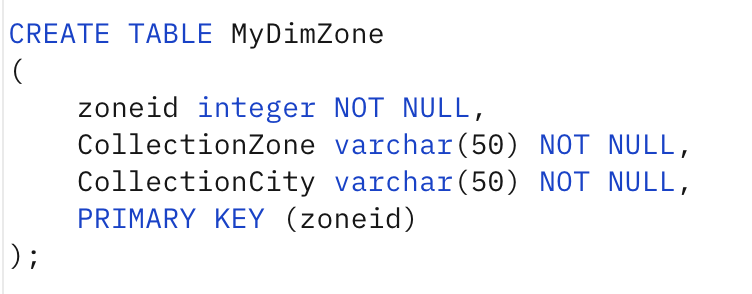 CREATE TABLE MyDimZone
(
    zoneid integer NOT NULL,
    CollectionZone varchar(50) NOT NULL,
    CollectionCity varchar(50) NOT NULL,
    PRIMARY KEY (zoneid)
);